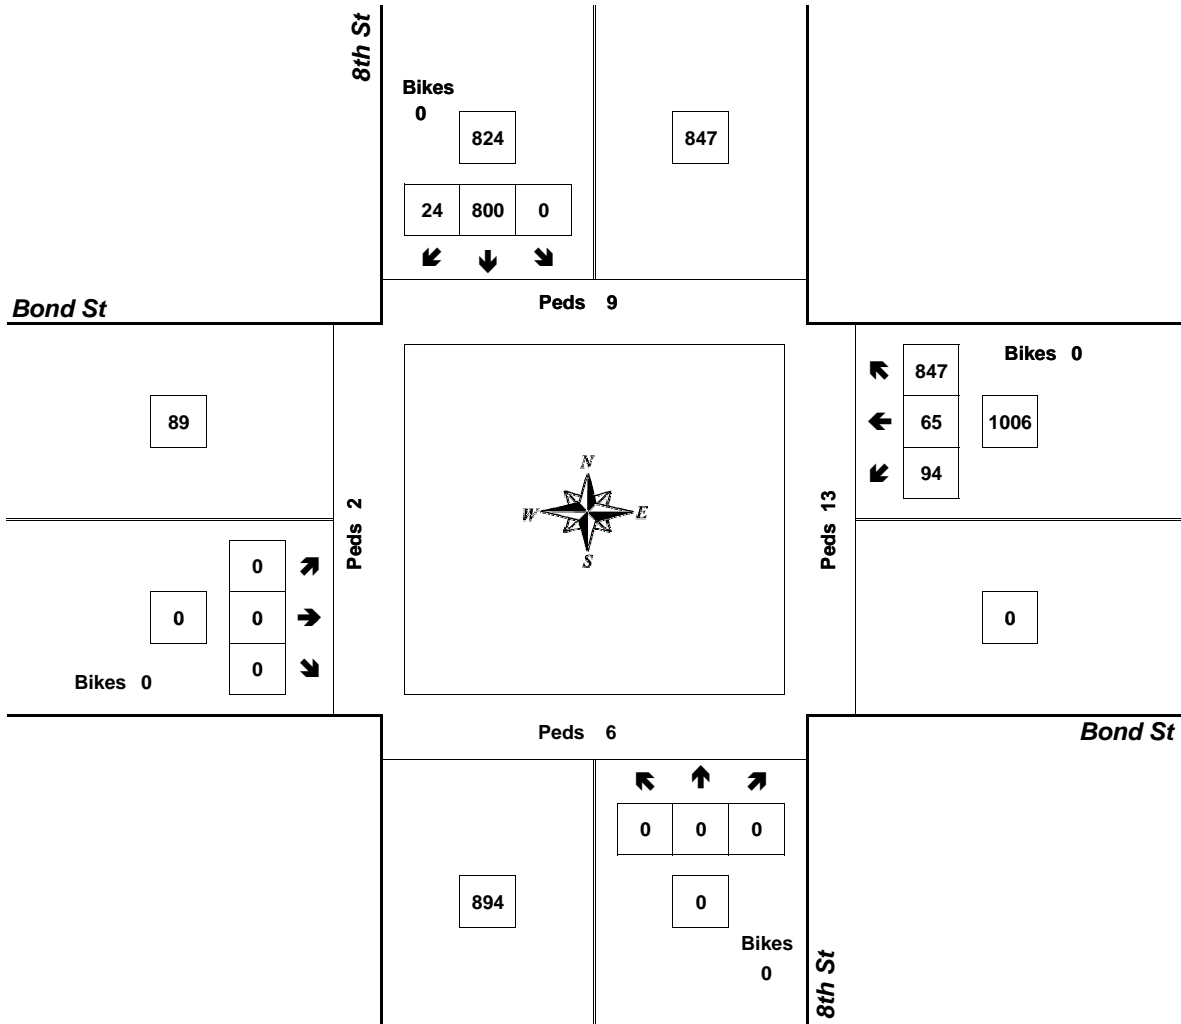 8th St
Bikes
0
824
847
24 800 0
Bond St
Peds 9
847
Bikes 0
89
65
1006
94
N
W E
S
Peds 2
Peds 13
0
0
0
0
0
Bikes 0
Peds 6
Bond St
0 0 0
894
0
Bikes
0
8th St